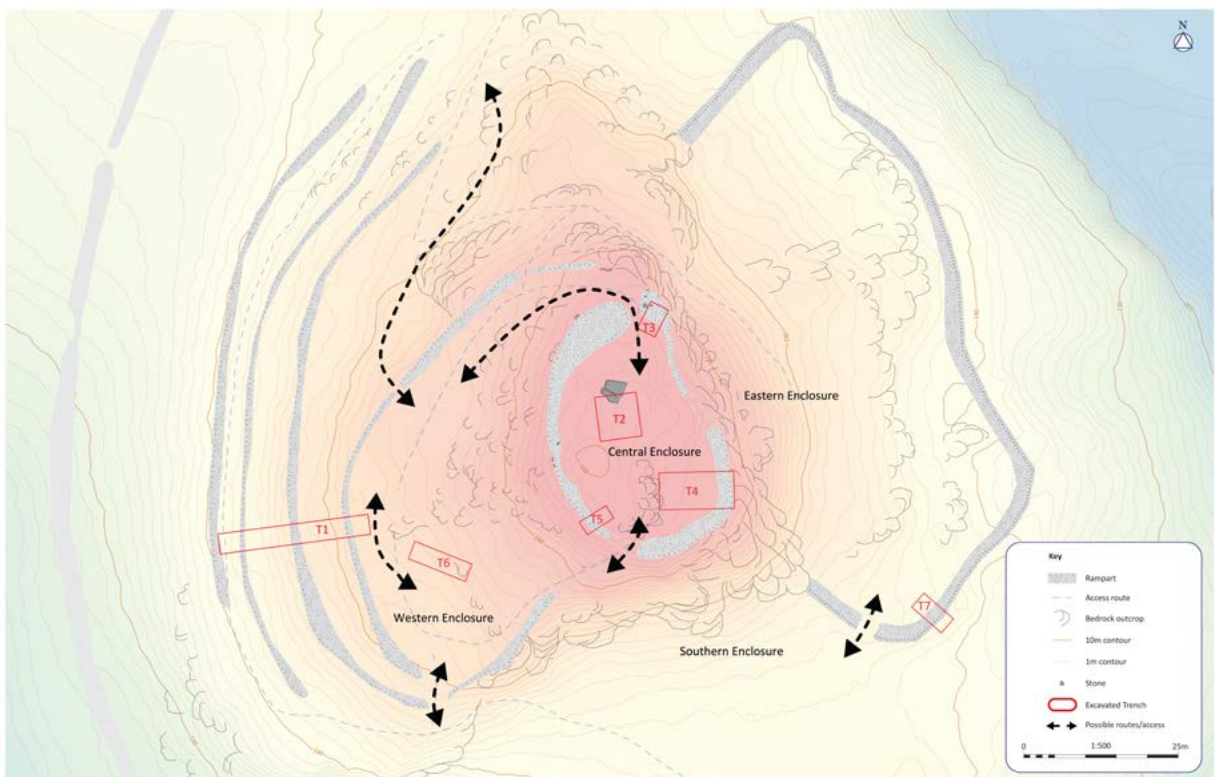 N
T3
Eastern Enclosure
T2
Central Enclosure
T4
T5
T1
T6
Western Enclosure
T7
Southern Enclosure
Key
Rampart
Access route
Bedrock outcrop
10m contour
1m contour
Stone
Excavated Trench
Possible routes/access
0 1:500 25m